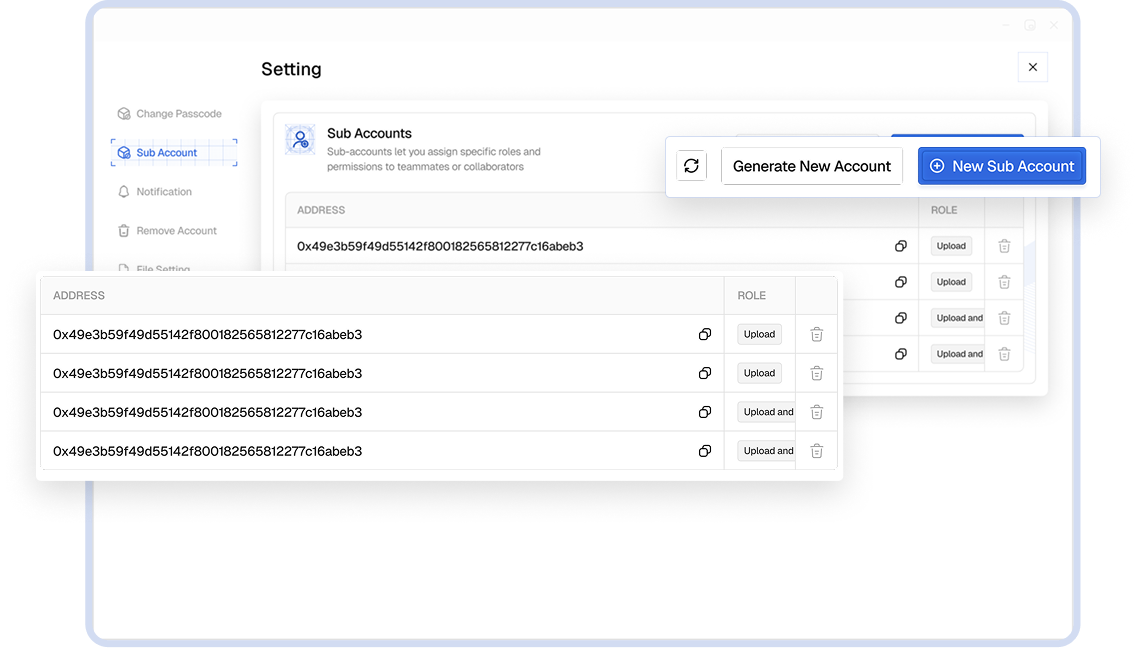 Setting
Change Passcode
Sub Account
Notification
Remove Account
File Setting
Sub Accounts
Sub-accounts let you assign specific roles and
permissions to teammates or collaborators
Generate New Account
New Sub Account
ADDRESS ROLE
0x49e3b59f49d55142f800182565812277c16abeb3 Upload
Upload
Upload and
Upload and
ADDRESS ROLE
0x49e3b59f49d55142f800182565812277c16abeb3 Upload
0x49e3b59f49d55142f800182565812277c16abeb3 Upload
0x49e3b59f49d55142f800182565812277c16abeb3 Upload and
0x49e3b59f49d55142f800182565812277c16abeb3 Upload and